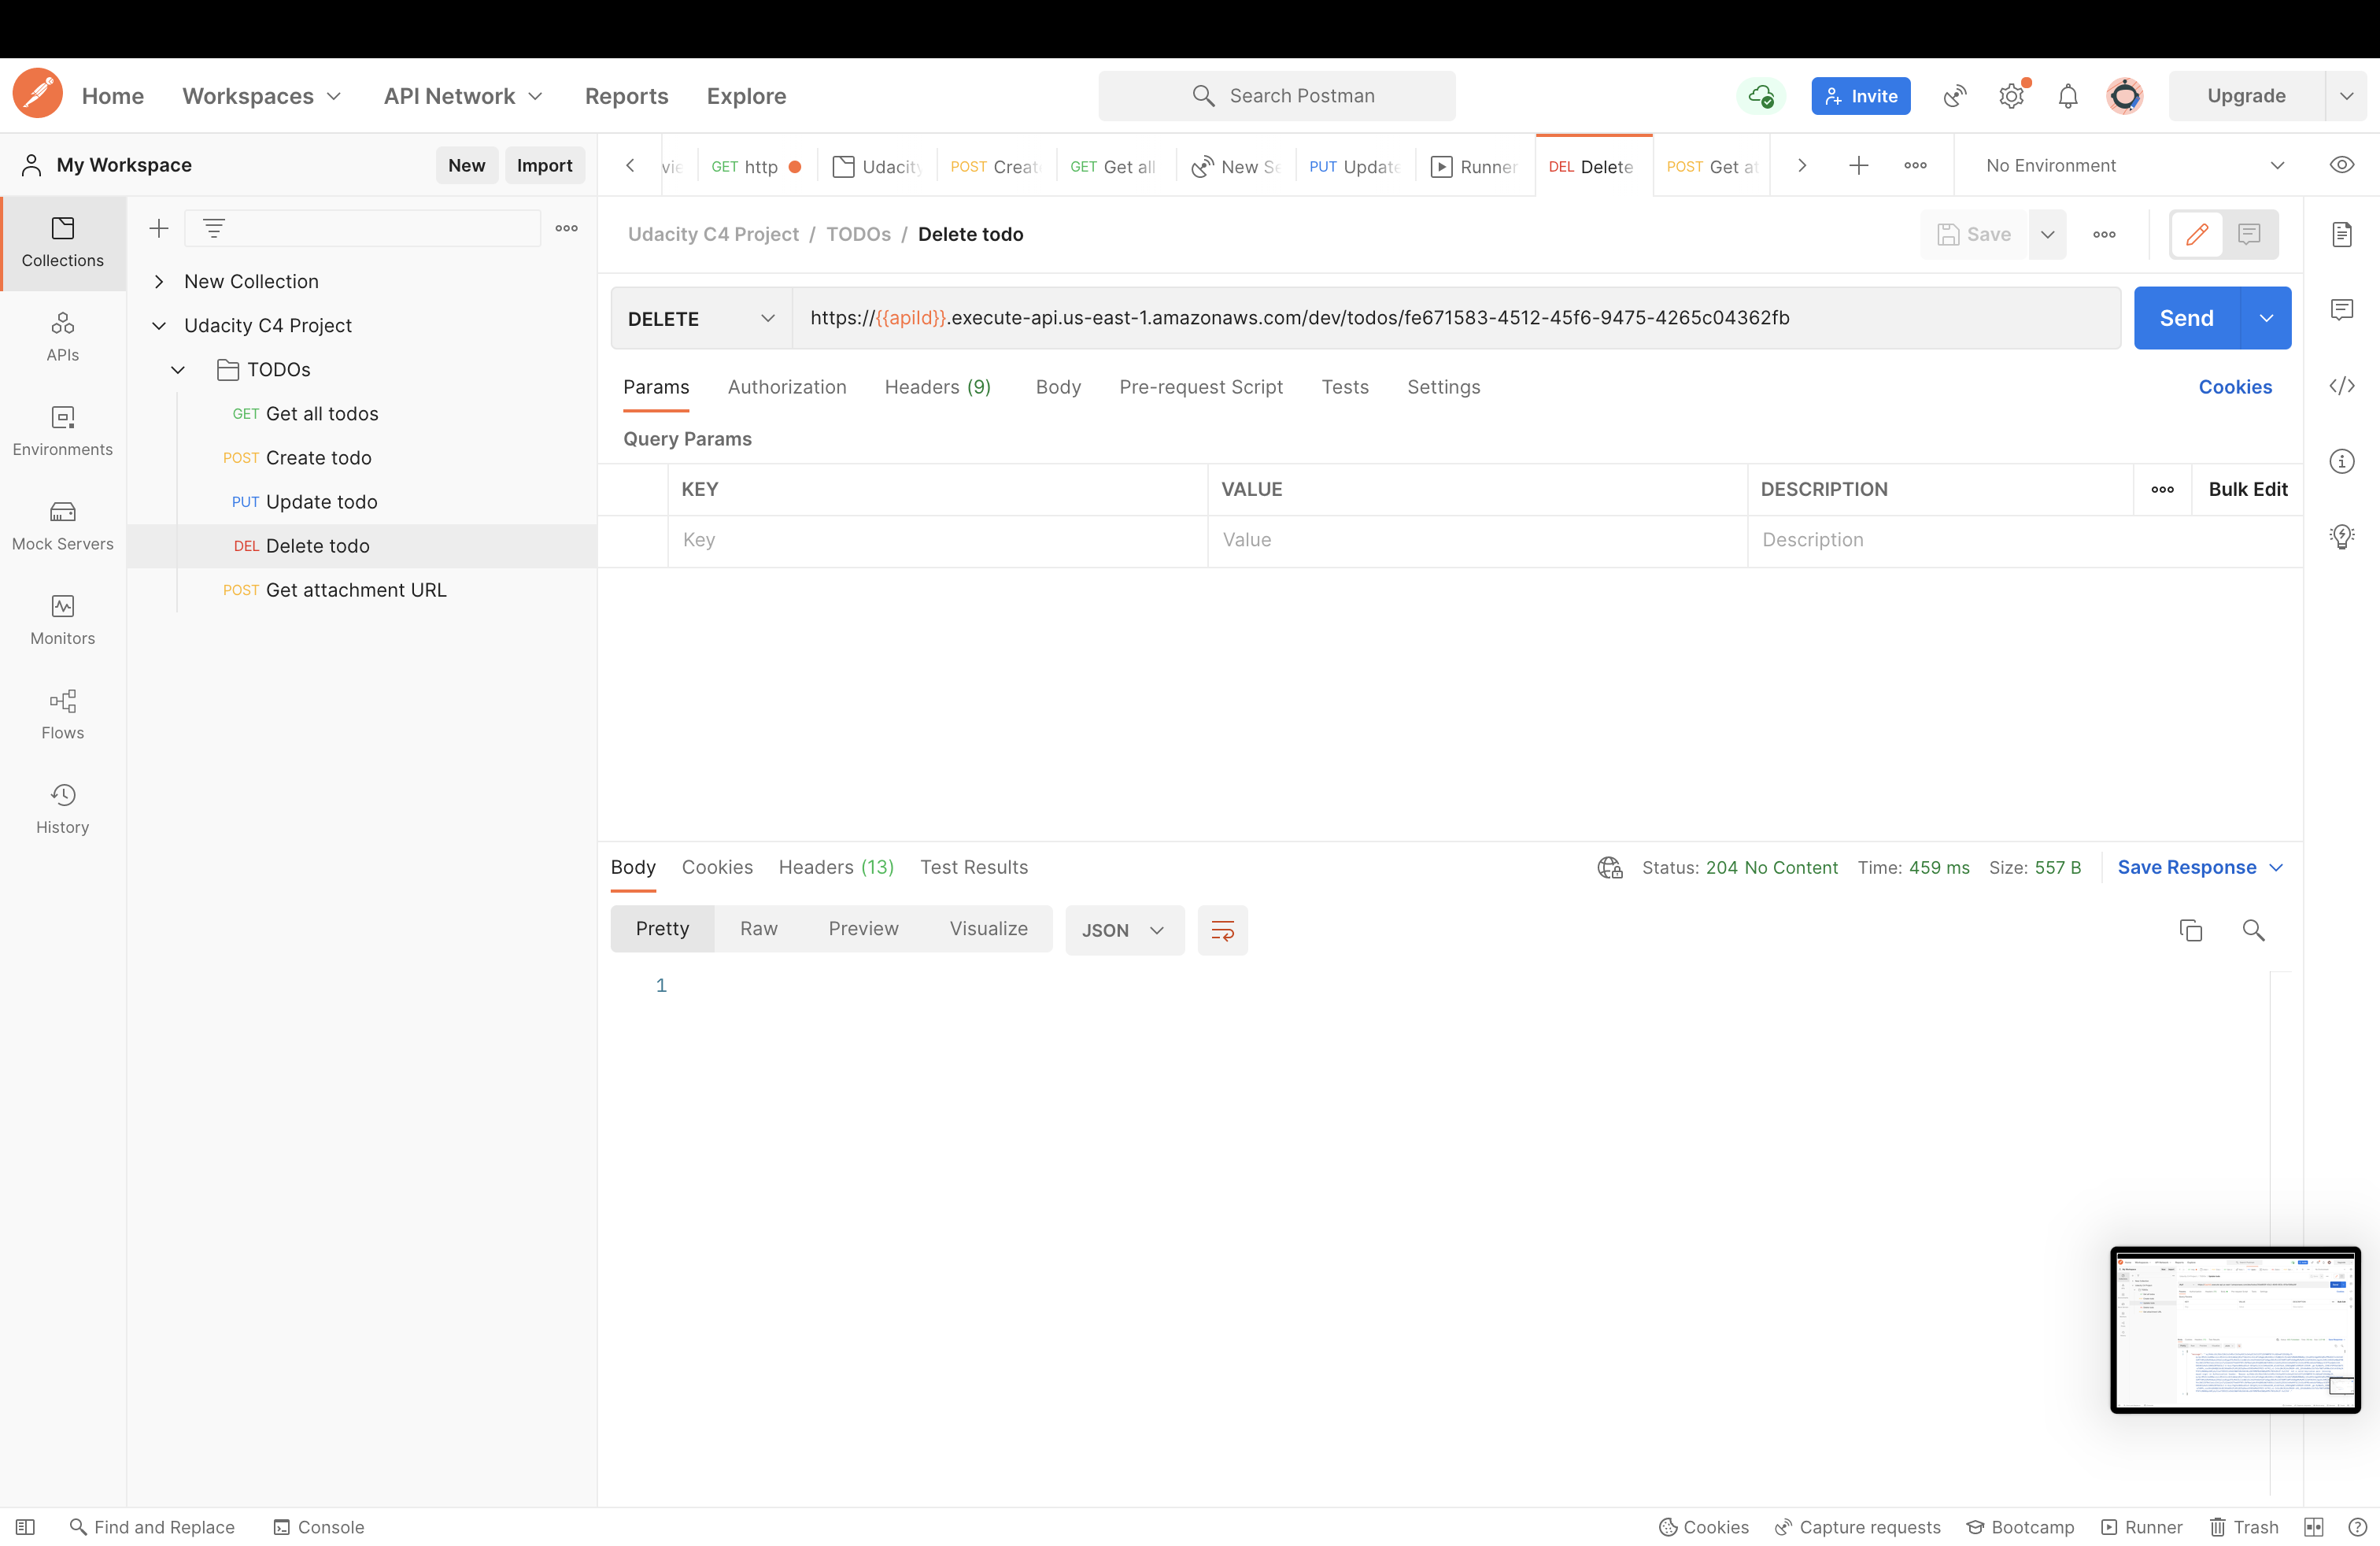 Home Workspaces API Network Reports Explore Search Postman Invite Upgrade
My Workspace New Import
GET http Udacity POST Creat GET Get all New Se PUT Update Runner DEL Delete POST Get at No Environment
Collections
APIs
Environments
Mock Servers
Monitors
Flows
History
New Collection
Udacity C4 Project
TODOs
GET Get all todos
POST Create todo
PUT Update todo
DEL Delete todo
POST Get attachment URL
Udacity C4 Project / TODOs / Delete todo Save
DELETE https://{{apiId}}.execute-api.us-east-1.amazonaws.com/dev/todos/fe671583-4512-45f6-9475-4265c04362fb Send
Params Authorization Headers (9) Body Pre-request Script Tests Settings Cookies
Query Params
KEY VALUE DESCRIPTION Bulk Edit
Key Value Description
Body Cookies Headers (13) Test Results Status: 204 No Content Time: 459 ms Size: 557 B Save Response
Pretty Raw Preview Visualize JSON
1
Find and Replace Console Cookies Capture requests Bootcamp Runner Trash